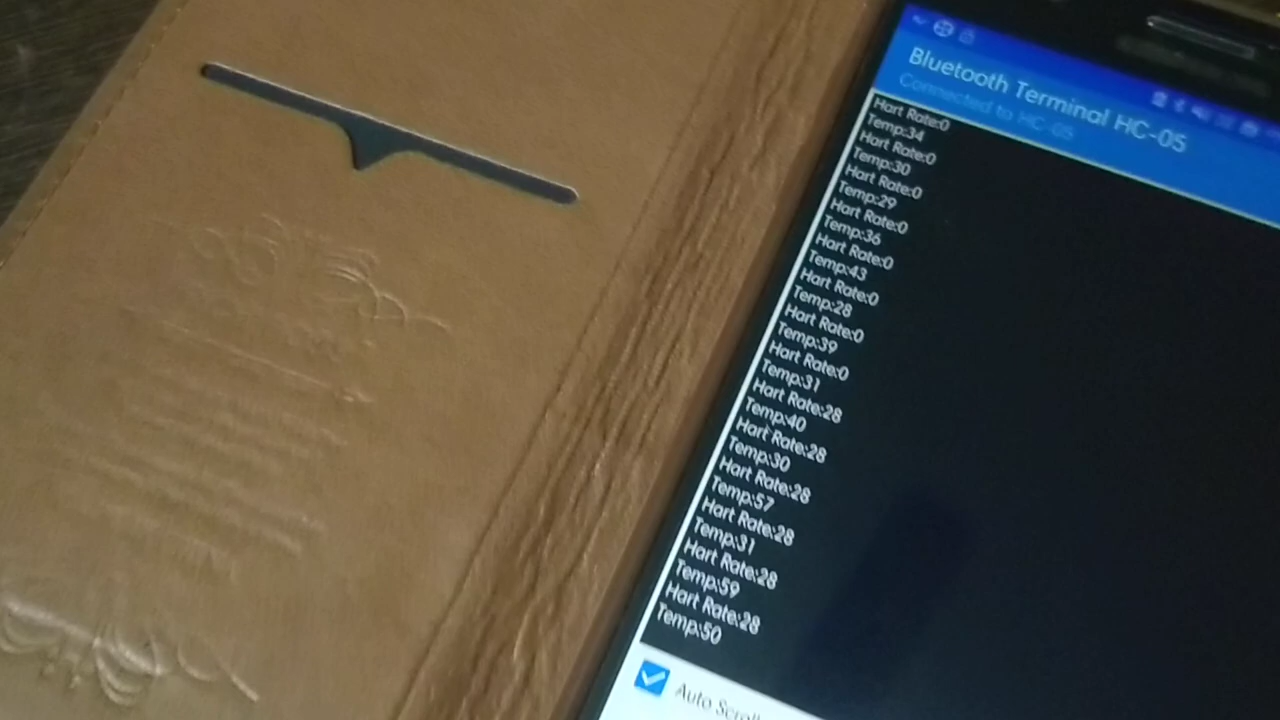 Bluetooth Terminal HC-05
Connected to HC-05
Hart Rate:0
Temp:34
Hart Rate:0
Temp:30
Hart Rate:0
Temp:29
Hart Rate:0
Temp:36
Hart Rate:0
Temp:43
Hart Rate:0
Temp:28
Hart Rate:0
Temp:39
Hart Rate:0
Temp:31
Hart Rate:28
Temp:40
Hart Rate:28
Temp:30
Hart Rate:28
Temp:57
Hart Rate:28
Temp:31
Hart Rate:28
Temp:59
Hart Rate:28
Temp:50
Auto Scroll